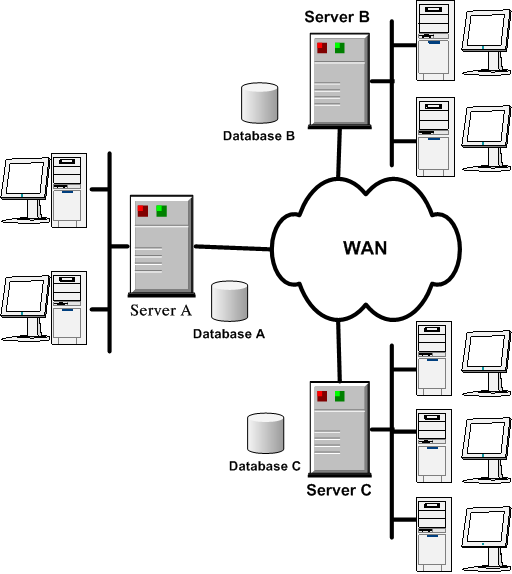 Server B
Database B
WAN
Server A
Database A
Database C
Server C